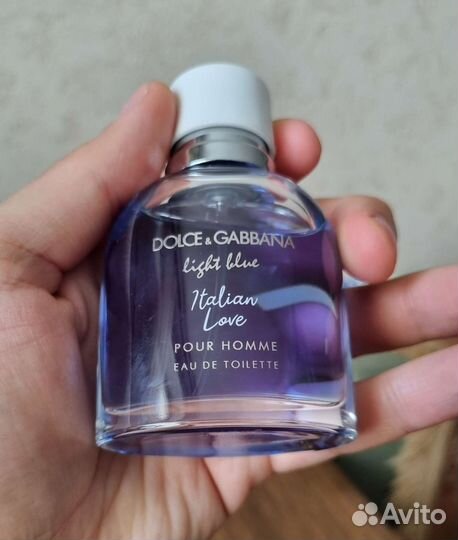 DOLCE & GABBANA
light blue
Italian
Love
POUR HOMME
EAU DE TOILETTE
Avito